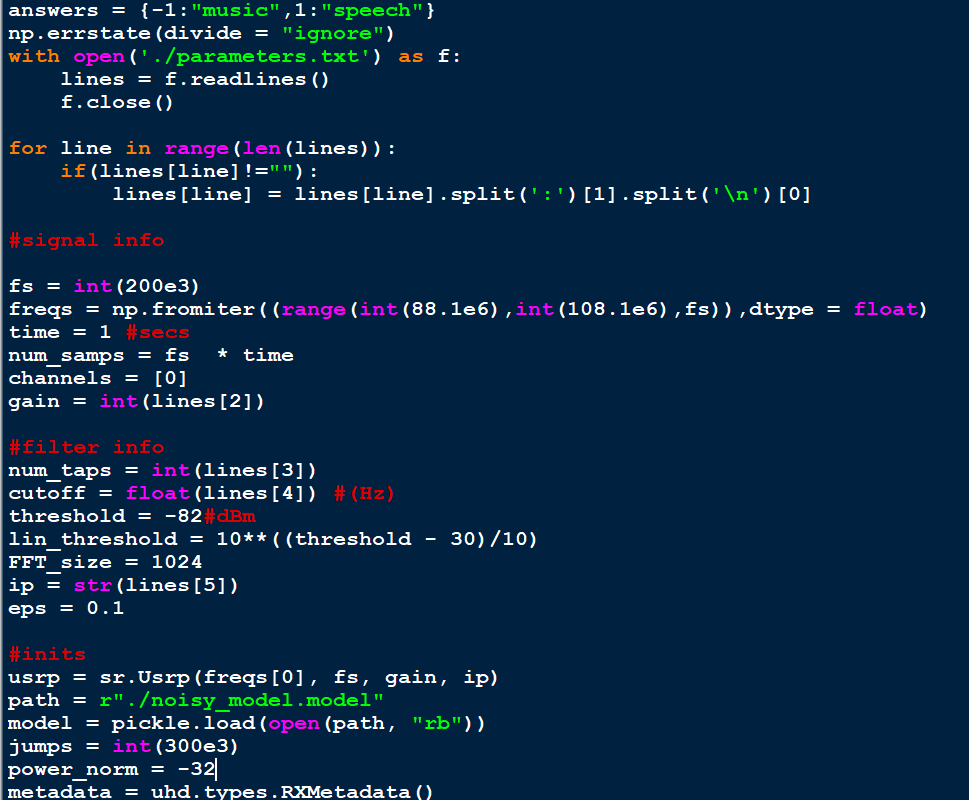 answers = {-1:"music",1:"speech"}
np.errstate(divide = "ignore")
with open('./parameters.txt') as f:
    lines = f.readlines()
    f.close()

for line in range(len(lines)):
    if(lines[line]!=""):
        lines[line] = lines[line].split(':')[1].split('\n')[0]

#signal info

fs = int(200e3)
freqs = np.fromiter((range(int(88.1e6),int(108.1e6),fs)),dtype = float)
time = 1 #secs
num_samps = fs  * time
channels = [0]
gain = int(lines[2])

#filter info
num_taps = int(lines[3])
cutoff = float(lines[4]) #(Hz)
threshold = -82#dBm
lin_threshold = 10**((threshold - 30)/10)
FFT_size = 1024
ip = str(lines[5])
eps = 0.1

#inits
usrp = sr.Usrp(freqs[0], fs, gain, ip)
path = r"./noisy_model.model"
model = pickle.load(open(path, "rb"))
jumps = int(300e3)
power_norm = -32
metadata = uhd.types.RXMetadata()